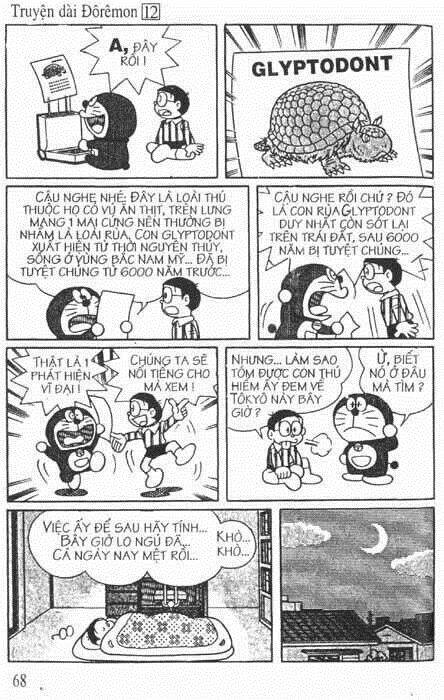 Truyện dài Đôrêmon 12
A, ĐÂY
RỒI !
GLYPTODONT
CẬU NGHE NHÉ: ĐÂY LÀ LOÀI THÚ
THUỘC HỌ CÓ VÚ ĂN THỊT, TRÊN LƯNG
MANG 1 MAI CỨNG NÊN THƯỜNG BỊ
NHẦM LÀ LOÀI RÙA. CON GLYPTODONT
XUẤT HIỆN TỪ THỜI NGUYÊN THỦY,
SỐNG Ở VÙNG BẮC NAM MỸ... ĐÃ BỊ
TUYỆT CHỦNG TỪ 6000 NĂM TRƯỚC...
CẬU NGHE RỒI CHỨ ? ĐÓ
LÀ CON RÙA GLYPTODONT
DUY NHẤT CÒN SÓT LẠI
TRÊN TRÁI ĐẤT, SAU 6000
NĂM BỊ TUYỆT CHỦNG...
THẬT LÀ 1
PHÁT HIỆN
VĨ ĐẠI !
CHÚNG TA SẼ
NỔI TIẾNG CHO
MÀ XEM !
NHƯNG... LÀM SAO
TÓM ĐƯỢC CON THÚ
HIẾM ẤY ĐEM VỀ
TÔKYÔ NÀY BÂY
GIỜ ?
Ừ, BIẾT
NÓ Ở ĐÂU
MÀ TÌM ?
VIỆC ẤY ĐỂ SAU HÃY TÍNH...
BÂY GIỜ LO NGỦ ĐÃ...
CẢ NGÀY NAY MỆT RỒI...
KHÒ...
KHÒ...
68